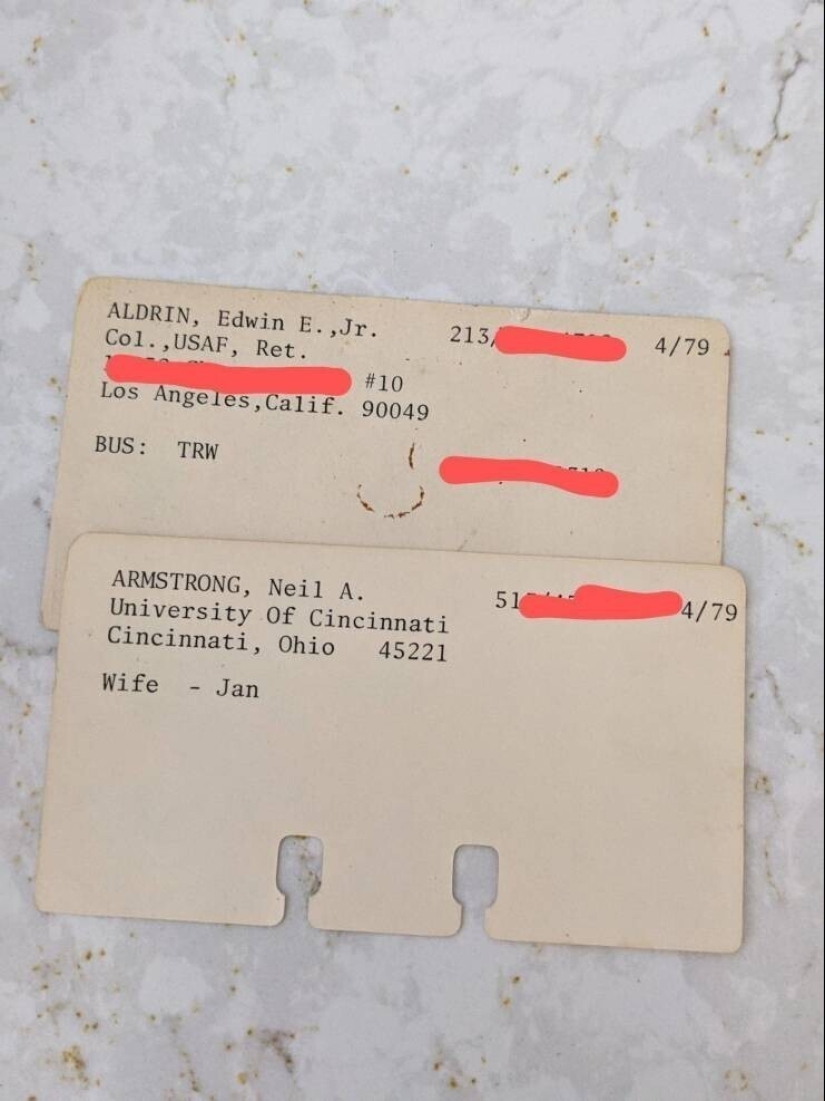 ALDRIN, Edwin E.,Jr. 213/ 4/79
Col.,USAF, Ret.
#10
Los Angeles,Calif. 90049
BUS: TRW
ARMSTRONG, Neil A. 51 4/79
University Of Cincinnati
Cincinnati, Ohio 45221
Wife - Jan